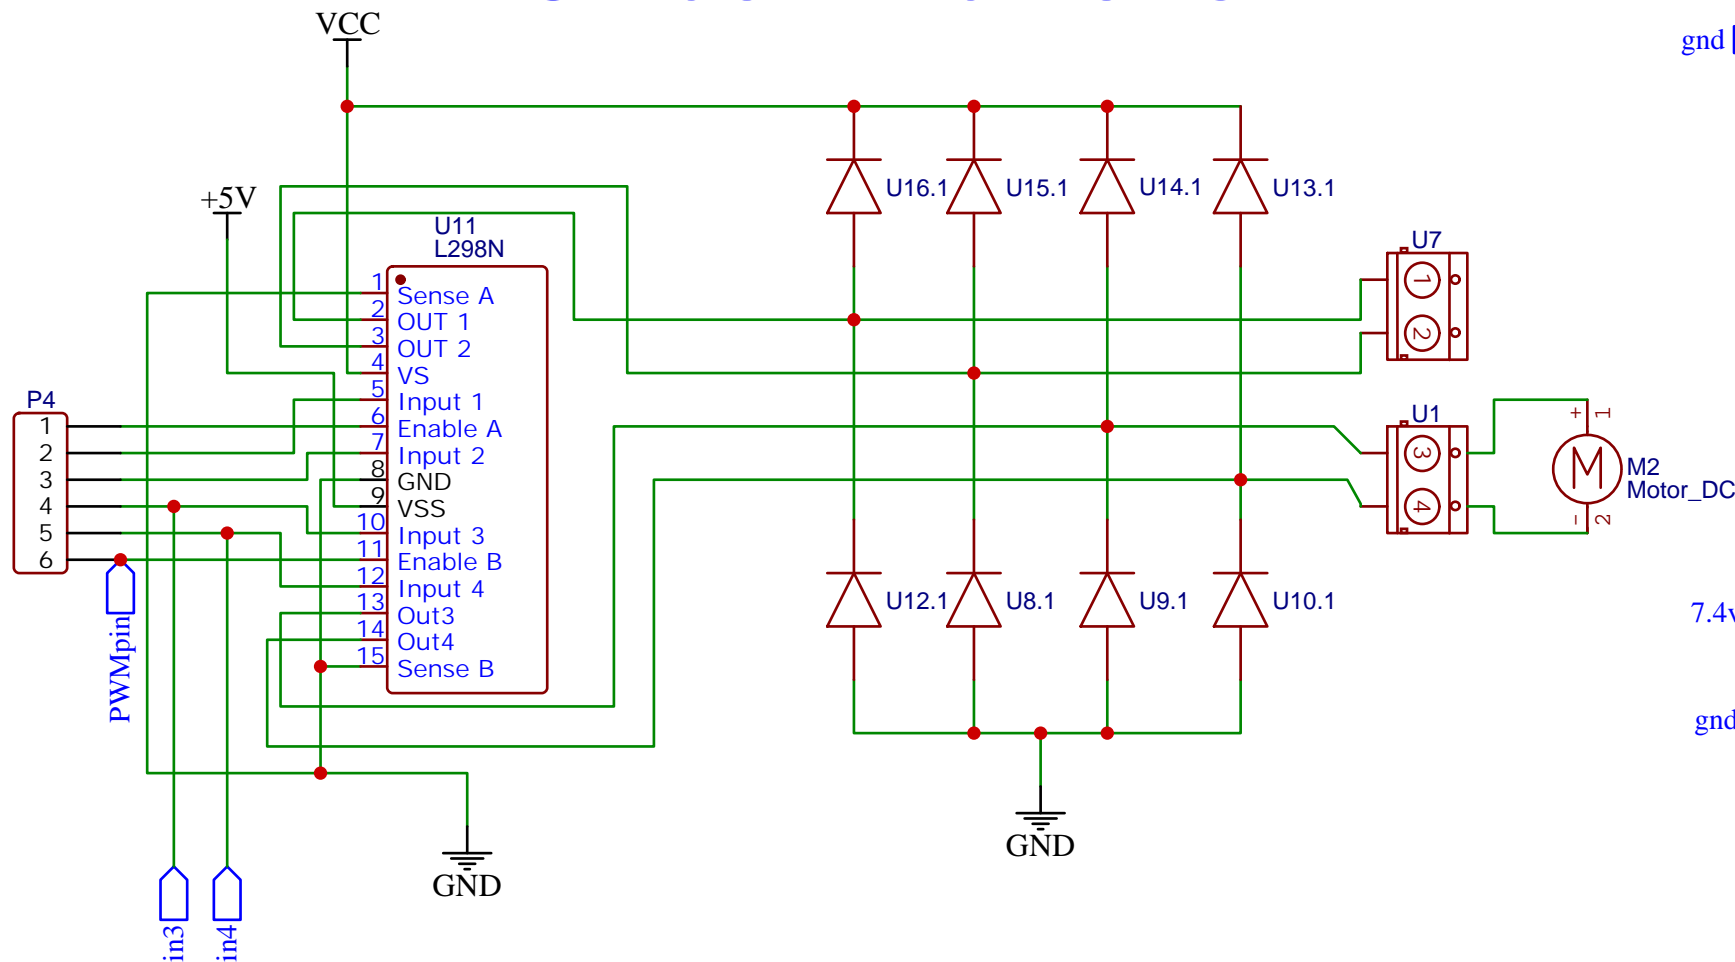 VCC
gnd
+5V
U11
L298N
1
Sense A
2
OUT 1
3
OUT 2
4
VS
5
Input 1
6
Enable A
7
Input 2
8
GND
9
VSS
10
Input 3
11
Enable B
12
Input 4
13
Out3
14
Out4
15
Sense B
P4
1
2
3
4
5
6
PWMpin
in3
in4
GND
U16.1
U15.1
U14.1
U13.1
U12.1
U8.1
U9.1
U10.1
GND
U7
1
2
U1
3
4
+ 1
M
M2
Motor_DC
- 2
7.4v
gnd